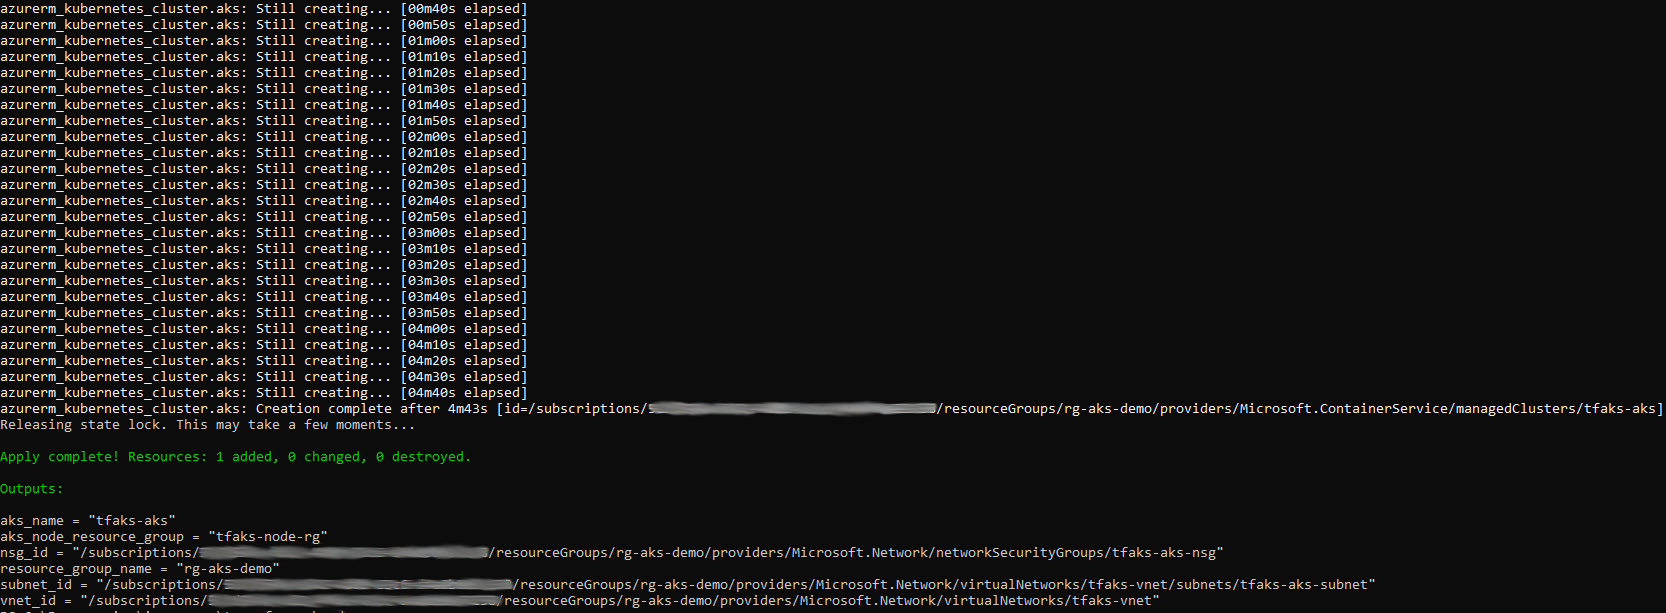 azurerm_kubernetes_cluster.aks: Still creating... [00m40s elapsed]
azurerm_kubernetes_cluster.aks: Still creating... [00m50s elapsed]
azurerm_kubernetes_cluster.aks: Still creating... [01m00s elapsed]
azurerm_kubernetes_cluster.aks: Still creating... [01m10s elapsed]
azurerm_kubernetes_cluster.aks: Still creating... [01m20s elapsed]
azurerm_kubernetes_cluster.aks: Still creating... [01m30s elapsed]
azurerm_kubernetes_cluster.aks: Still creating... [01m40s elapsed]
azurerm_kubernetes_cluster.aks: Still creating... [01m50s elapsed]
azurerm_kubernetes_cluster.aks: Still creating... [02m00s elapsed]
azurerm_kubernetes_cluster.aks: Still creating... [02m10s elapsed]
azurerm_kubernetes_cluster.aks: Still creating... [02m20s elapsed]
azurerm_kubernetes_cluster.aks: Still creating... [02m30s elapsed]
azurerm_kubernetes_cluster.aks: Still creating... [02m40s elapsed]
azurerm_kubernetes_cluster.aks: Still creating... [02m50s elapsed]
azurerm_kubernetes_cluster.aks: Still creating... [03m00s elapsed]
azurerm_kubernetes_cluster.aks: Still creating... [03m10s elapsed]
azurerm_kubernetes_cluster.aks: Still creating... [03m20s elapsed]
azurerm_kubernetes_cluster.aks: Still creating... [03m30s elapsed]
azurerm_kubernetes_cluster.aks: Still creating... [03m40s elapsed]
azurerm_kubernetes_cluster.aks: Still creating... [03m50s elapsed]
azurerm_kubernetes_cluster.aks: Still creating... [04m00s elapsed]
azurerm_kubernetes_cluster.aks: Still creating... [04m10s elapsed]
azurerm_kubernetes_cluster.aks: Still creating... [04m20s elapsed]
azurerm_kubernetes_cluster.aks: Still creating... [04m30s elapsed]
azurerm_kubernetes_cluster.aks: Still creating... [04m40s elapsed]
azurerm_kubernetes_cluster.aks: Creation complete after 4m43s [id=/subscriptions/ /resourceGroups/rg-aks-demo/providers/Microsoft.ContainerService/managedClusters/tfaks-aks]
Releasing state lock. This may take a few moments...
Apply complete! Resources: 1 added, 0 changed, 0 destroyed.
Outputs:
aks_name = "tfaks-aks"
aks_node_resource_group = "tfaks-node-rg"
nsg_id = "/subscriptions/ /resourceGroups/rg-aks-demo/providers/Microsoft.Network/networkSecurityGroups/tfaks-aks-nsg"
resource_group_name = "rg-aks-demo"
subnet_id = "/subscriptions/ /resourceGroups/rg-aks-demo/providers/Microsoft.Network/virtualNetworks/tfaks-vnet/subnets/tfaks-aks-subnet"
vnet_id = "/subscriptions/ /resourceGroups/rg-aks-demo/providers/Microsoft.Network/virtualNetworks/tfaks-vnet"